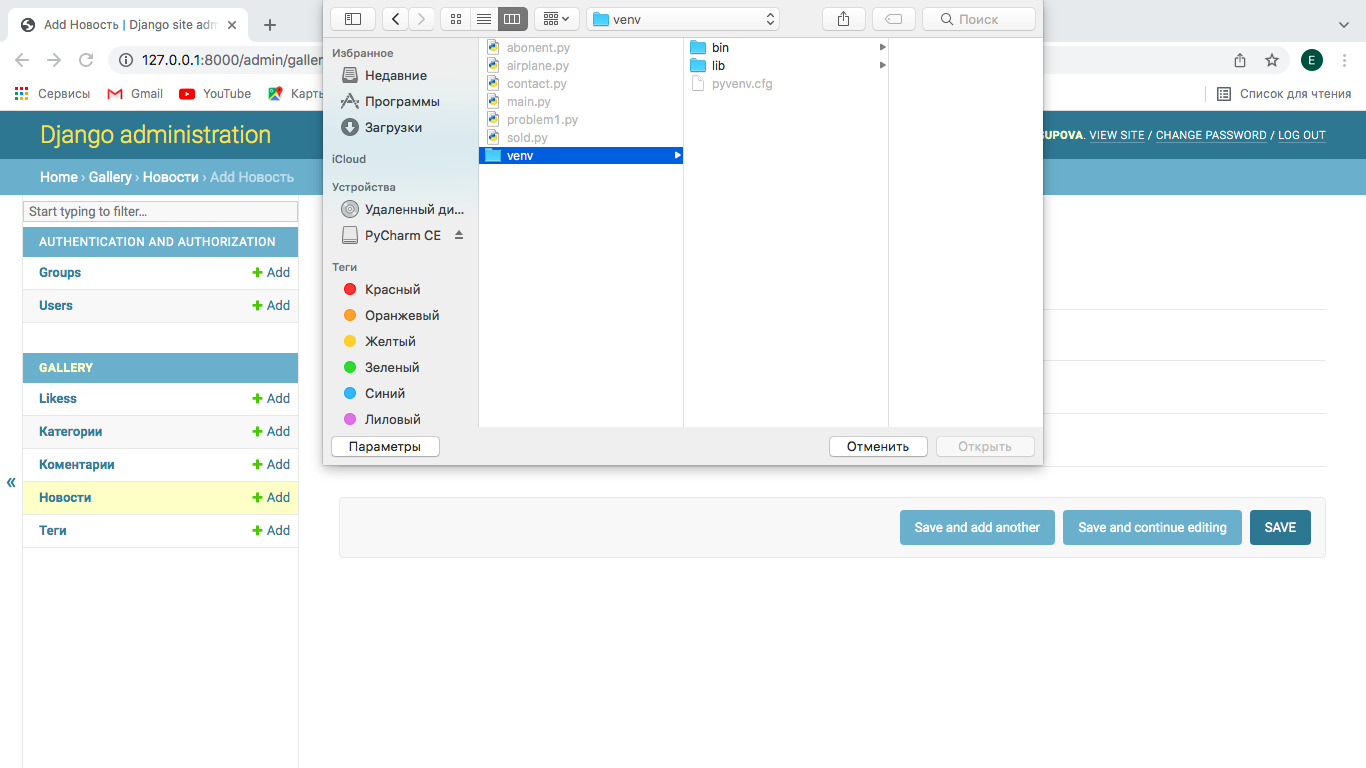 Add Новость | Django site adm
venv
Поиск
127.0.0.1:8000/admin/galler
E
Сервисы
Gmail
YouTube
Карты
Список для чтения
Избранное
Недавние
Программы
Загрузки
iCloud
Устройства
Удаленный ди...
PyCharm CE
Теги
Красный
Оранжевый
Желтый
Зеленый
Синий
Лиловый
abonent.py
airplane.py
contact.py
main.py
problem1.py
sold.py
venv
bin
lib
pyvenv.cfg
Параметры
Отменить
Открыть
Django administration
SUPOVA. VIEW SITE / CHANGE PASSWORD / LOG OUT
Home › Gallery › Новости › Add Новость
Start typing to filter...
AUTHENTICATION AND AUTHORIZATION
Groups + Add
Users + Add
GALLERY
Likess + Add
Категории + Add
Коментарии + Add
«
Новости + Add
Теги + Add
Save and add another
Save and continue editing
SAVE